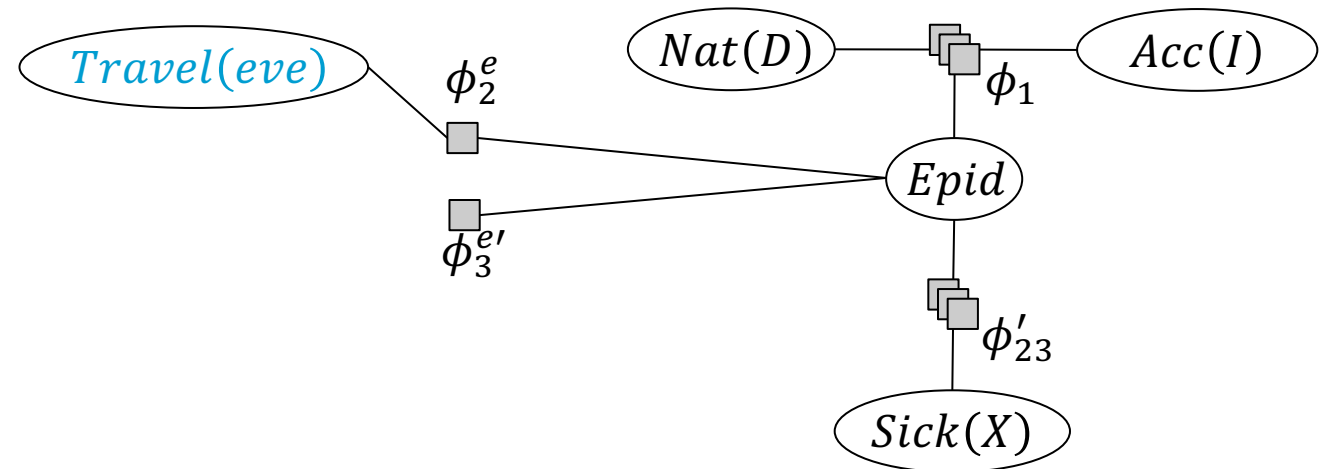 Travel(eve)
ϕ₂ᵉ
Nat(D)
ϕ₁
Acc(I)
Epid
ϕ₃ᵉ′
ϕ′₂₃
Sick(X)